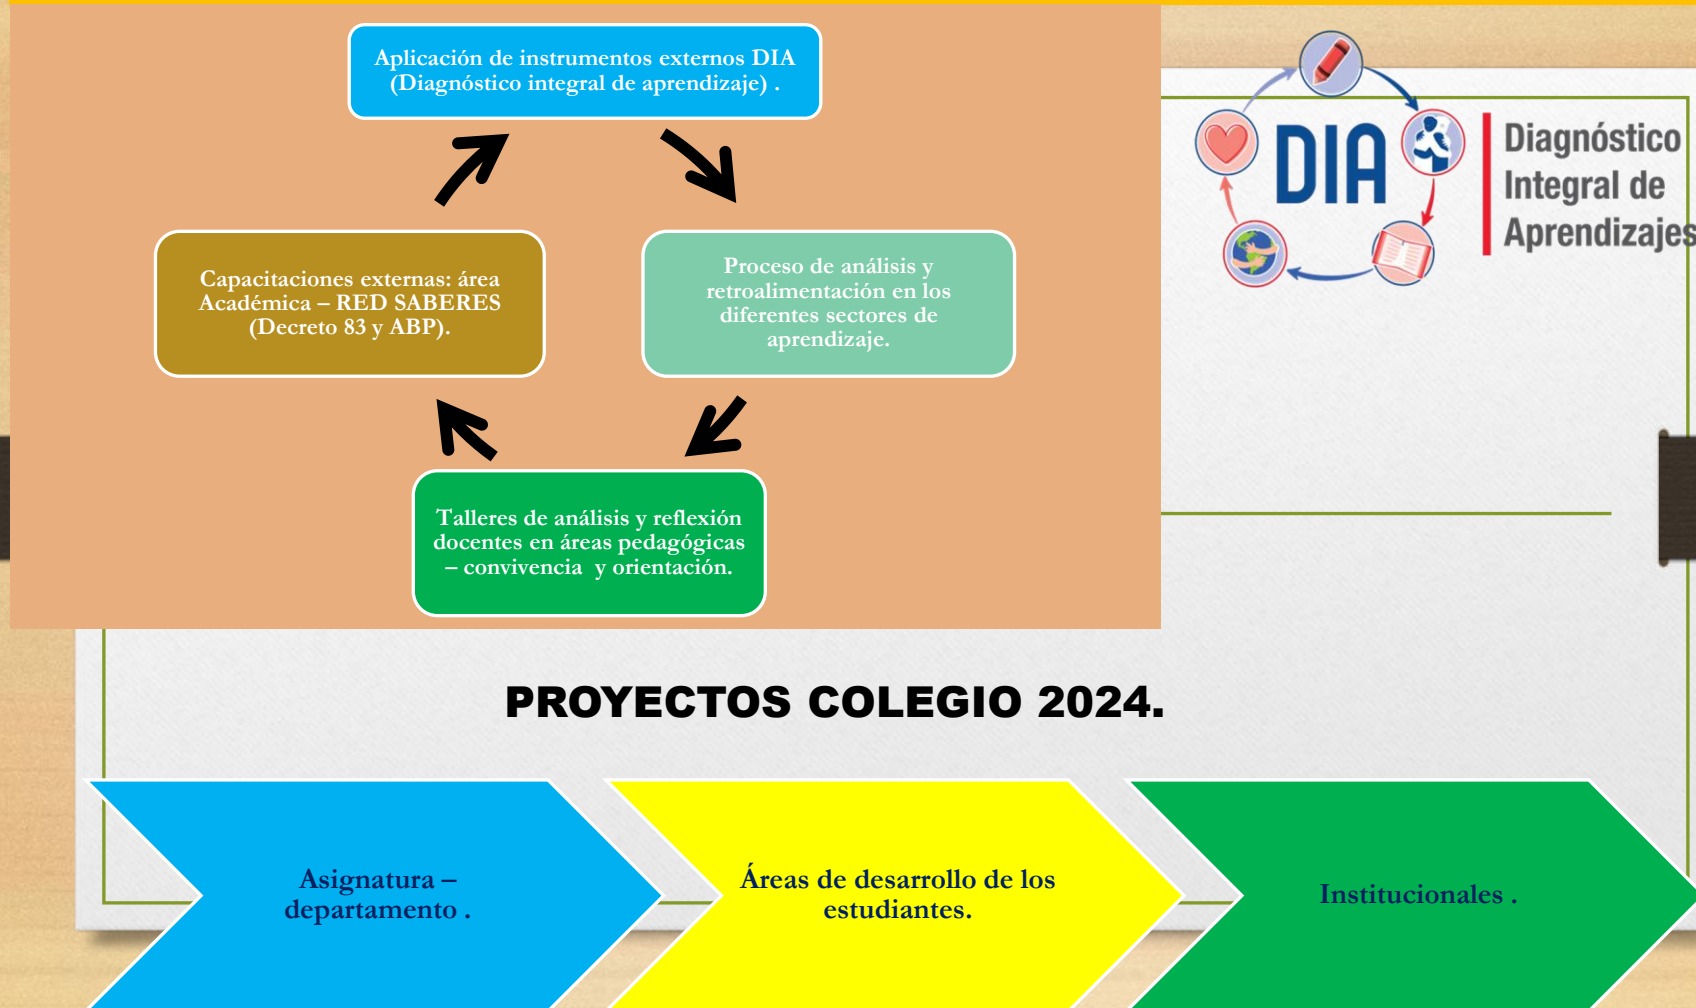 Aplicación de instrumentos externos DIA
(Diagnóstico integral de aprendizaje) .
Capacitaciones externas: área
Académica – RED SABERES
(Decreto 83 y ABP).
Proceso de análisis y
retroalimentación en los
diferentes sectores de
aprendizaje.
Talleres de análisis y reflexión
docentes en áreas pedagógicas
– convivencia  y orientación.
DIA
Diagnóstico
Integral de
Aprendizajes
PROYECTOS COLEGIO 2024.
Asignatura –
departamento .
Áreas de desarrollo de los
estudiantes.
Institucionales .